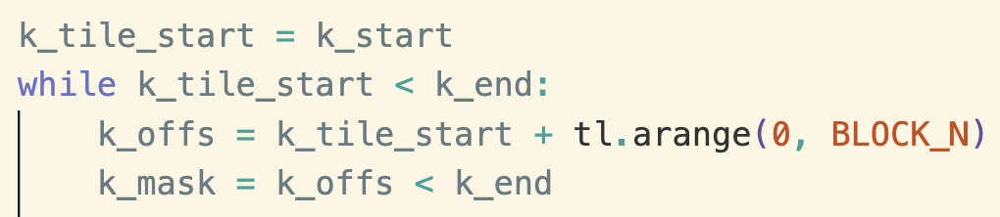 k_tile_start = k_start
while k_tile_start < k_end:
    k_offs = k_tile_start + tl.arange(0, BLOCK_N)
    k_mask = k_offs < k_end